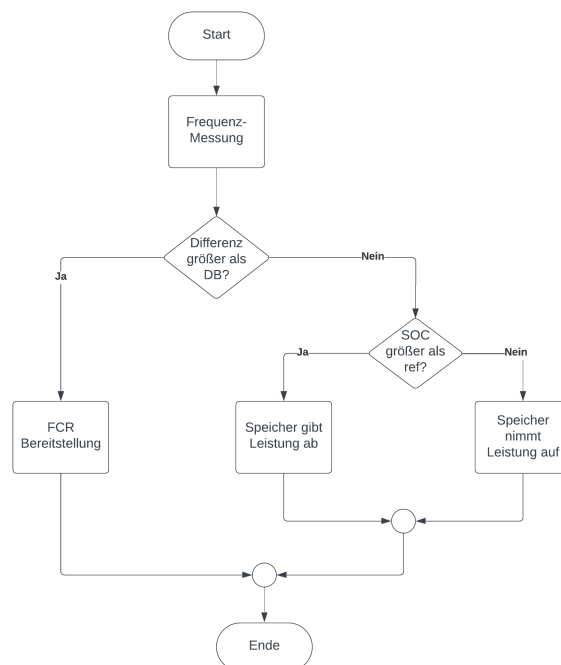 Start
Frequenz-
Messung
Differenz
größer als
DB?
Ja
Nein
SOC
größer als
ref?
Ja
Nein
FCR
Bereitstellung
Speicher gibt
Leistung ab
Speicher
nimmt
Leistung auf
Ende